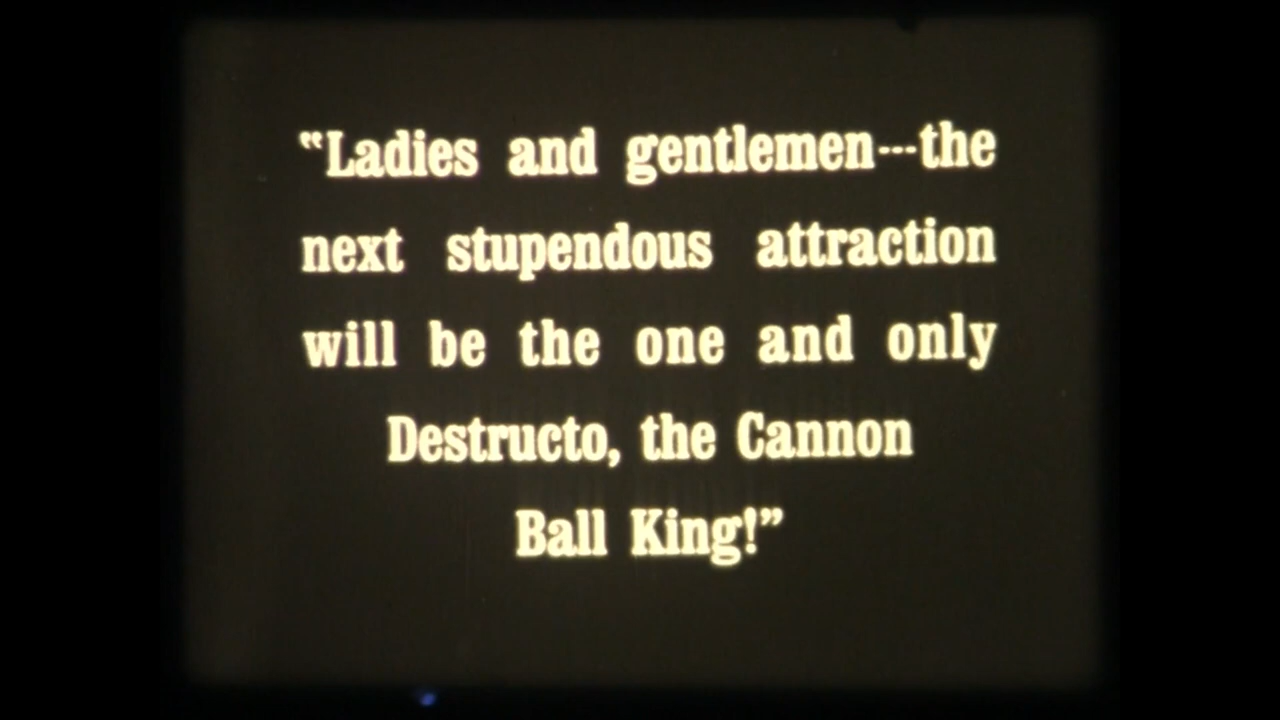 “Ladies and gentlemen---the
next stupendous attraction
will be the one and only
Destructo, the Cannon
Ball King!”